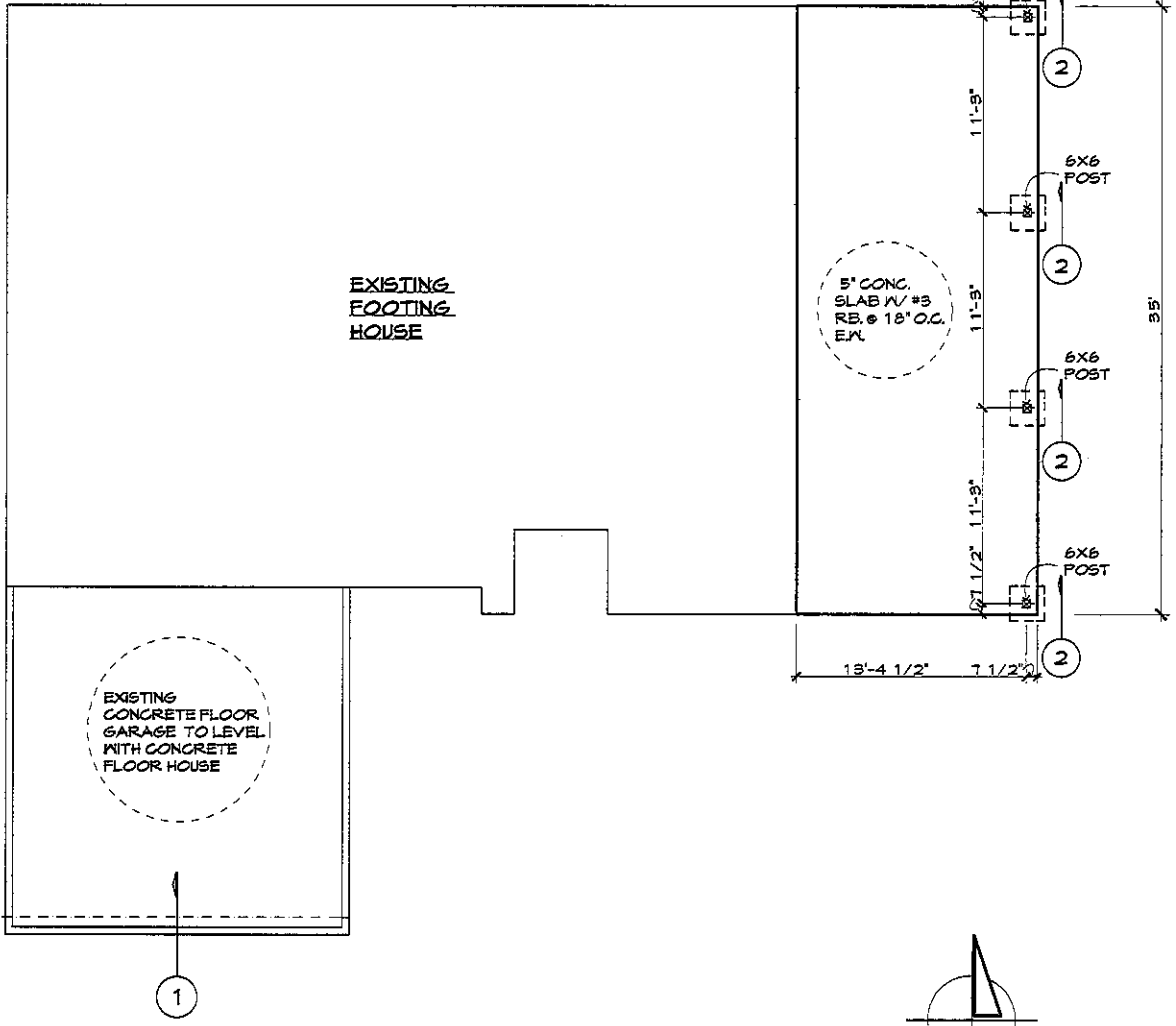 2
11'-3"
6X6
POST
2
EXISTING
FOOTING
HOUSE
5" CONC.
SLAB W/ #3
RB. @ 18" O.C.
E.W.
11'-3"
35'
6X6
POST
2
11'-3"
7 1/2"
6X6
POST
2
13'-4 1/2"
7 1/2"
EXISTING
CONCRETE FLOOR
GARAGE TO LEVEL
WITH CONCRETE
FLOOR HOUSE
1